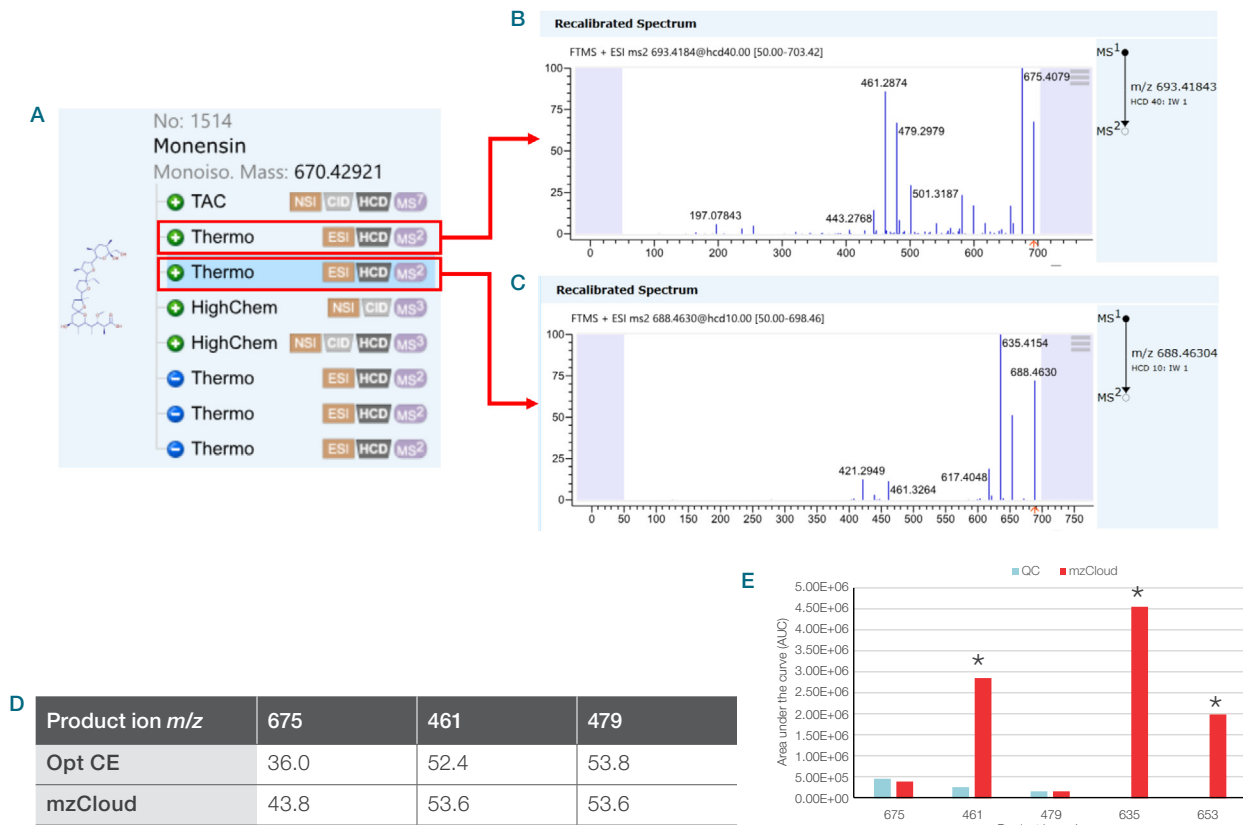 A
No: 1514
Monensin
Monoiso. Mass: 670.42921
TAC NSI CID HCD MS7
Thermo ESI HCD MS2
Thermo ESI HCD MS2
HighChem NSI CID MS3
HighChem NSI CID HCD MS3
Thermo ESI HCD MS2
Thermo ESI HCD MS2
Thermo ESI HCD MS2
B
Recalibrated Spectrum
FTMS + ESI ms2 693.4184@hcd40.00 [50.00-703.42]
100
75
50
25
0
461.2874
675.4079
479.2979
501.3187
443.2768
197.07843
0 100 200 300 400 500 600 700
MS1
m/z 693.41843
HCD 40: IW 1
MS2
C
Recalibrated Spectrum
FTMS + ESI ms2 688.4630@hcd10.00 [50.00-698.46]
100
75
50
25
0
635.4154
688.4630
421.2949
461.3264
617.4048
0 50 100 150 200 250 300 350 400 450 500 550 600 650 700 750
MS1
m/z 688.46304
HCD 10: IW 1
MS2
D
Product ion m/z 675 461 479
Opt CE 36.0 52.4 53.8
mzCloud 43.8 53.6 53.6
E
QC mzCloud
Area under the curve (AUC)
5.00E+06
4.50E+06
4.00E+06
3.50E+06
3.00E+06
2.50E+06
2.00E+06
1.50E+06
1.00E+06
5.00E+05
0.00E+00
* * *
675 461 479 635 653